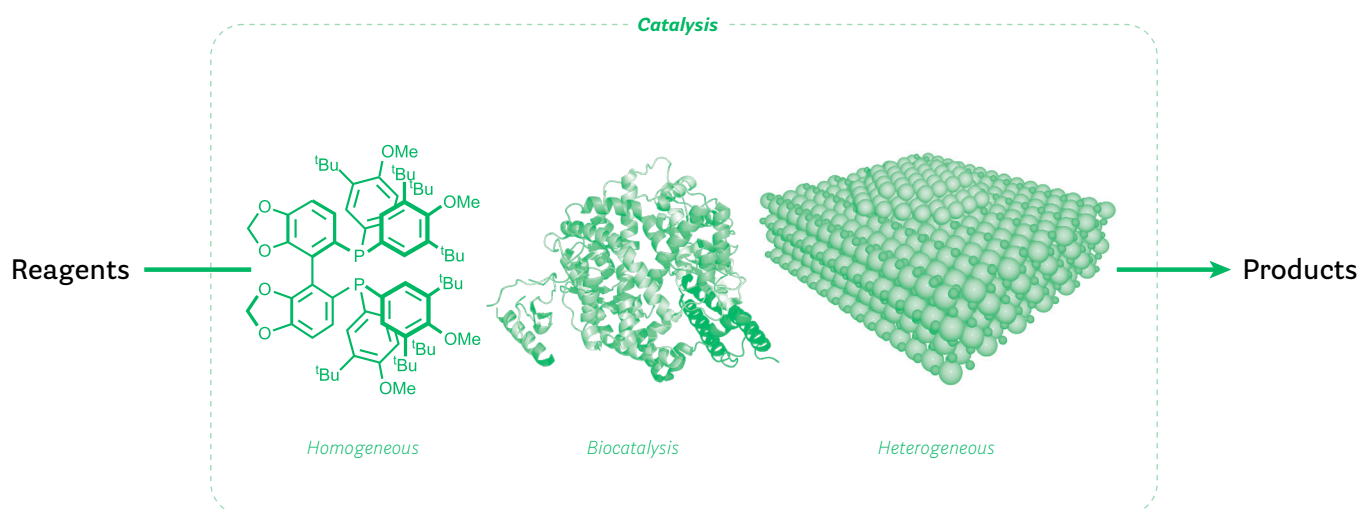 Catalysis
OMe
tBu
tBu
tBu
O
OMe
O
P
tBu
Reagents
Products
O
P
tBu
O
OMe
tBu
tBu
tBu
OMe
Homogeneous
Biocatalysis
Heterogeneous